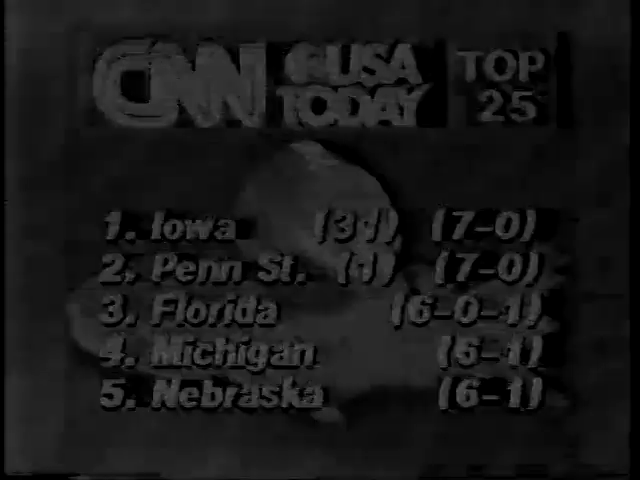 CNN USA TODAY TOP 25
1. Iowa (31) (7-0)
2. Penn St. (1) (7-0)
3. Florida (6-0-1)
4. Michigan
5. Nebraska (6-1)